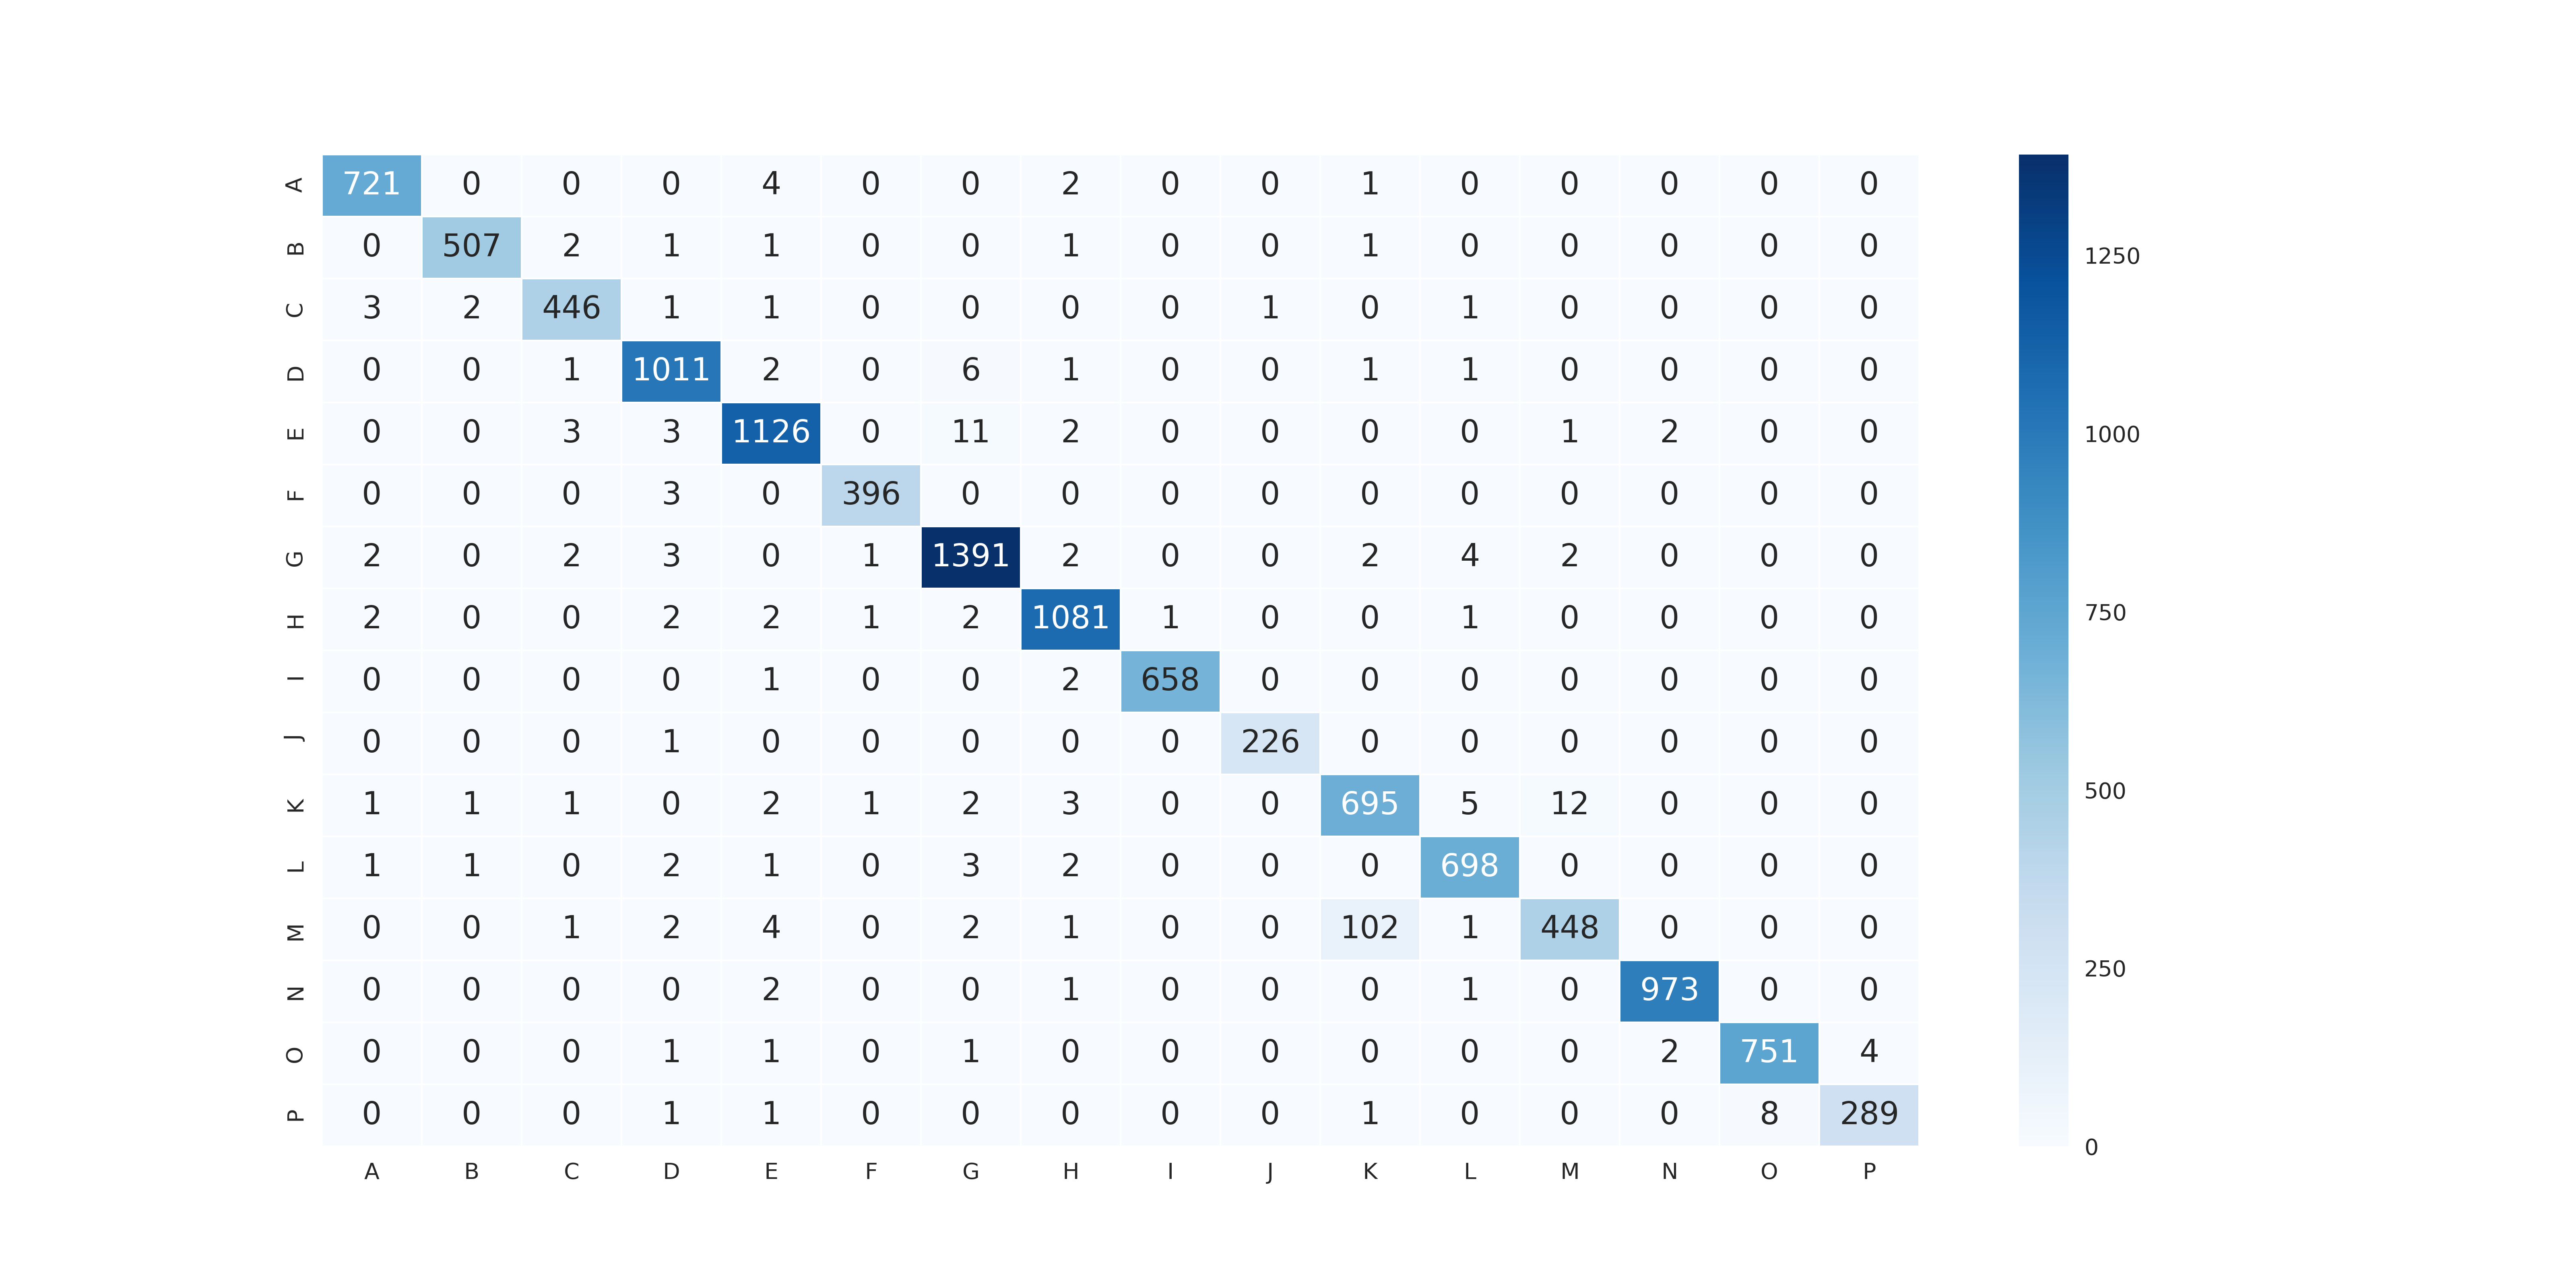 A 721 0 0 0 4 0 0 2 0 0 1 0 0 0 0 0
B 0 507 2 1 1 0 0 1 0 0 1 0 0 0 0 0
C 3 2 446 1 1 0 0 0 0 1 0 1 0 0 0 0
D 0 0 1 1011 2 0 6 1 0 0 1 1 0 0 0 0
E 0 0 3 3 1126 0 11 2 0 0 0 0 1 2 0 0
F 0 0 0 3 0 396 0 0 0 0 0 0 0 0 0 0
G 2 0 2 3 0 1 1391 2 0 0 2 4 2 0 0 0
H 2 0 0 2 2 1 2 1081 1 0 0 1 0 0 0 0
I 0 0 0 0 1 0 0 2 658 0 0 0 0 0 0 0
J 0 0 0 1 0 0 0 0 0 226 0 0 0 0 0 0
K 1 1 1 0 2 1 2 3 0 0 695 5 12 0 0 0
L 1 1 0 2 1 0 3 2 0 0 0 698 0 0 0 0
M 0 0 1 2 4 0 2 1 0 0 102 1 448 0 0 0
N 0 0 0 0 2 0 0 1 0 0 0 1 0 973 0 0
O 0 0 0 1 1 0 1 0 0 0 0 0 0 2 751 4
P 0 0 0 1 1 0 0 0 0 0 1 0 0 0 8 289
A B C D E F G H I J K L M N O P
1250
1000
750
500
250
0